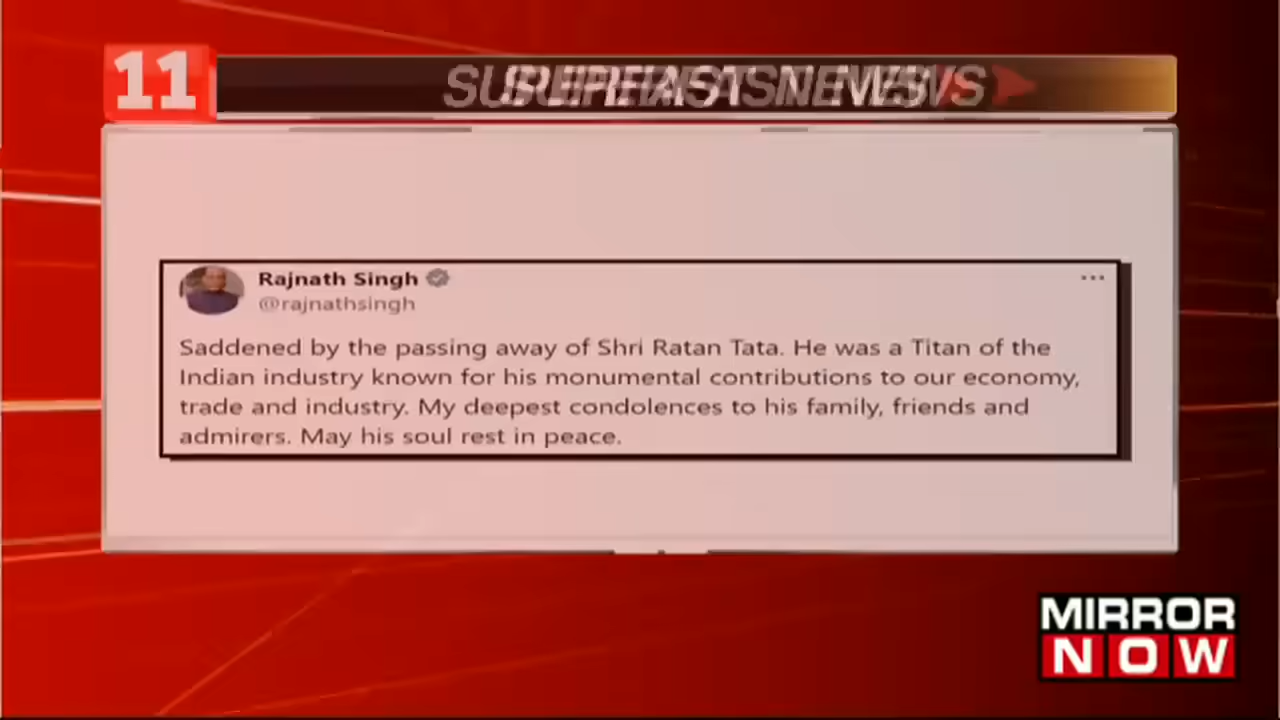 11
SUPERFAST NEWS
Rajnath Singh
@rajnathsingh
Saddened by the passing away of Shri Ratan Tata. He was a Titan of the
Indian industry known for his monumental contributions to our economy,
trade and industry. My deepest condolences to his family, friends and
admirers. May his soul rest in peace.
MIRROR
NOW